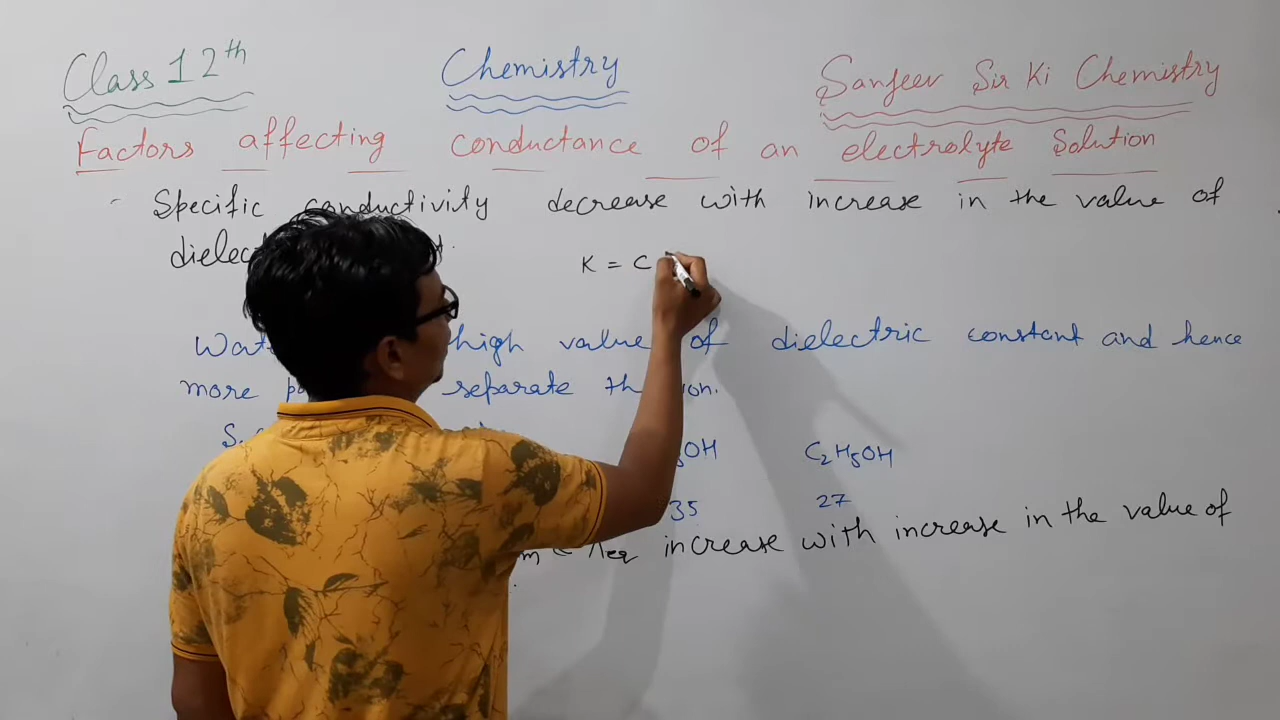 Class 12th Chemistry Sanjeev Sir Ki Chemistry
Factors affecting conductance of an electrolyte Solution
Specific conductivity decrease with increase in the value of
K = C
high value of dielectric constant and hence
more separate ion.
C2H5OH
35 27
increase with increase in the value of